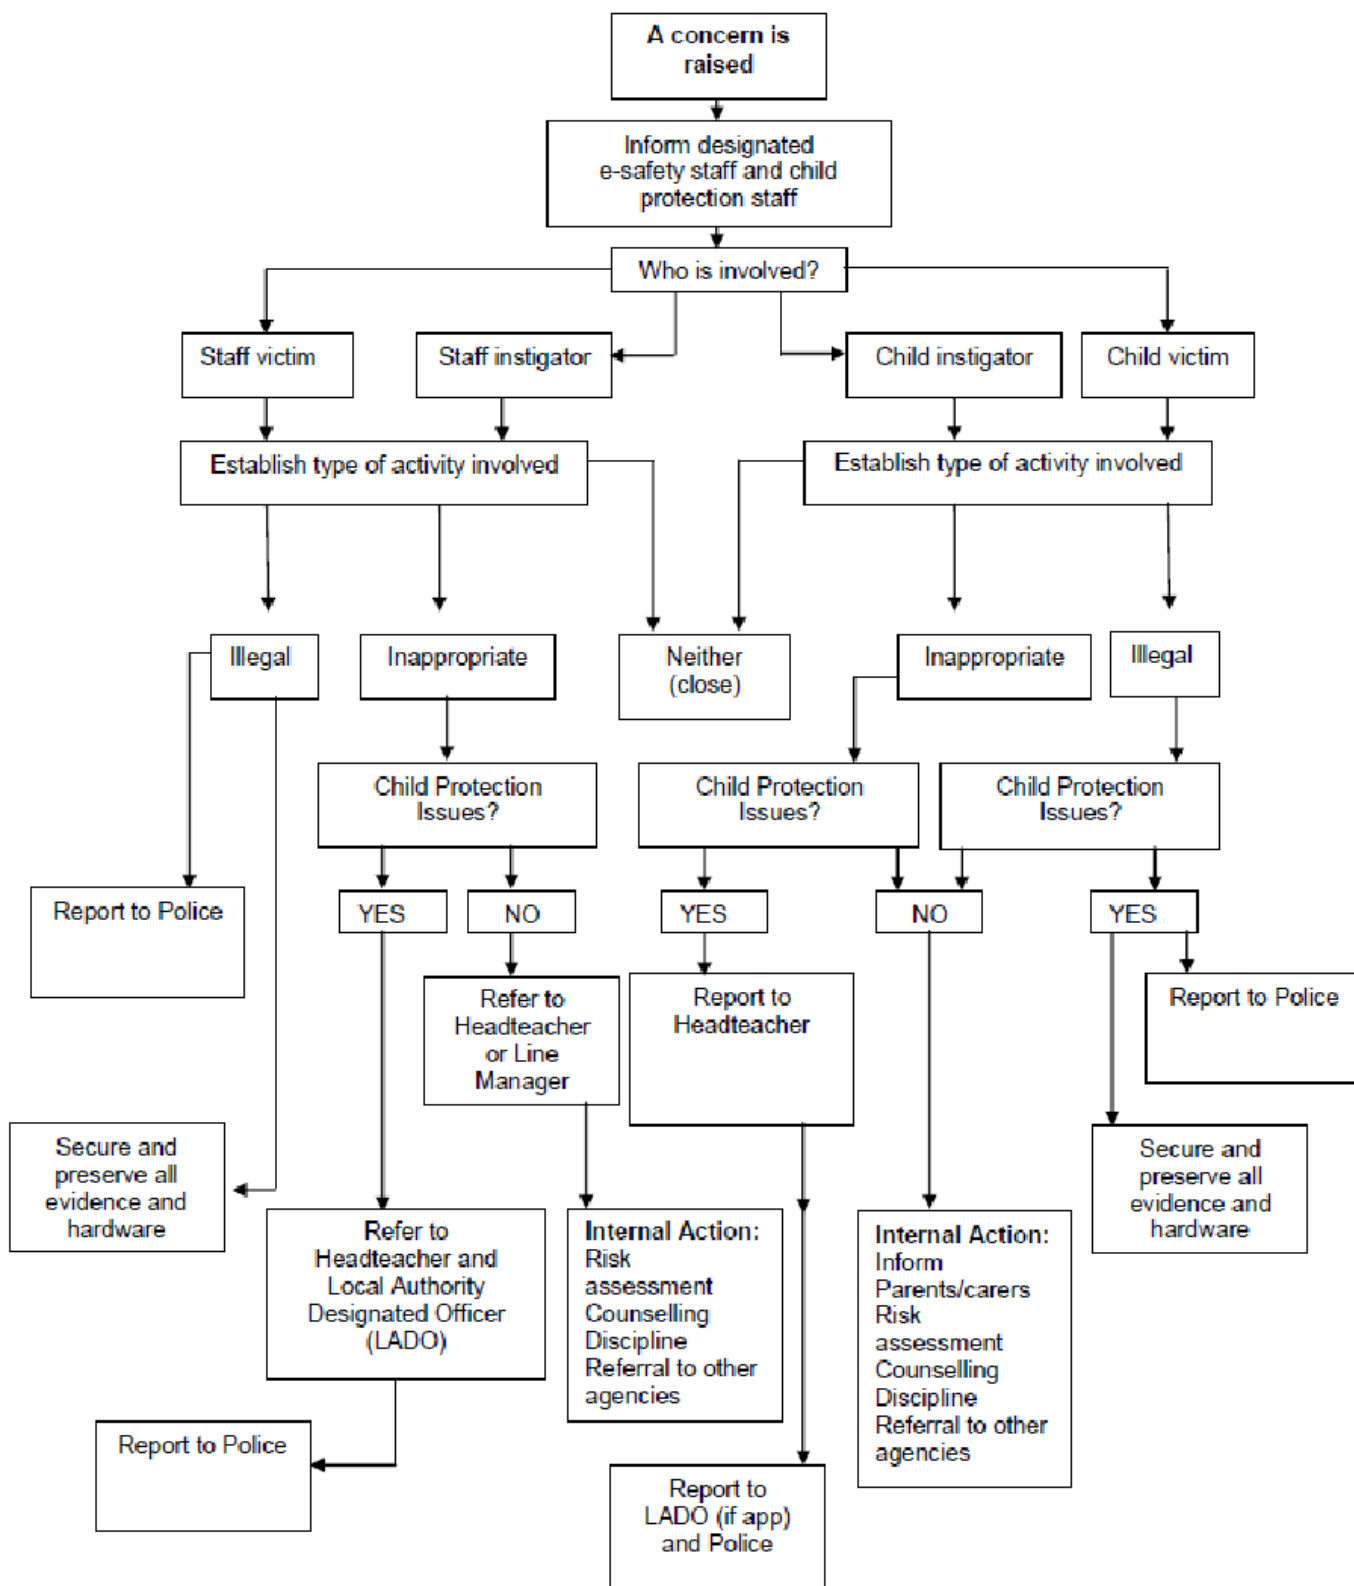 A concern is
raised
Inform designated
e-safety staff and child
protection staff
Who is involved?
Staff victim
Staff instigator
Child instigator
Child victim
Establish type of activity involved
Establish type of activity involved
Illegal
Inappropriate
Neither
(close)
Inappropriate
Illegal
Child Protection
Issues?
Child Protection
Issues?
Child Protection
Issues?
Report to Police
YES
NO
YES
NO
YES
Refer to
Headteacher
or Line
Manager
Report to
Headteacher
Report to Police
Secure and
preserve all
evidence and
hardware
Refer to
Headteacher and
Local Authority
Designated Officer
(LADO)
Internal Action:
Risk
assessment
Counselling
Discipline
Referral to other
agencies
Internal Action:
Inform
Parents/carers
Risk
assessment
Counselling
Discipline
Referral to other
agencies
Secure and
preserve all
evidence and
hardware
Report to Police
Report to
LADO (if app)
and Police